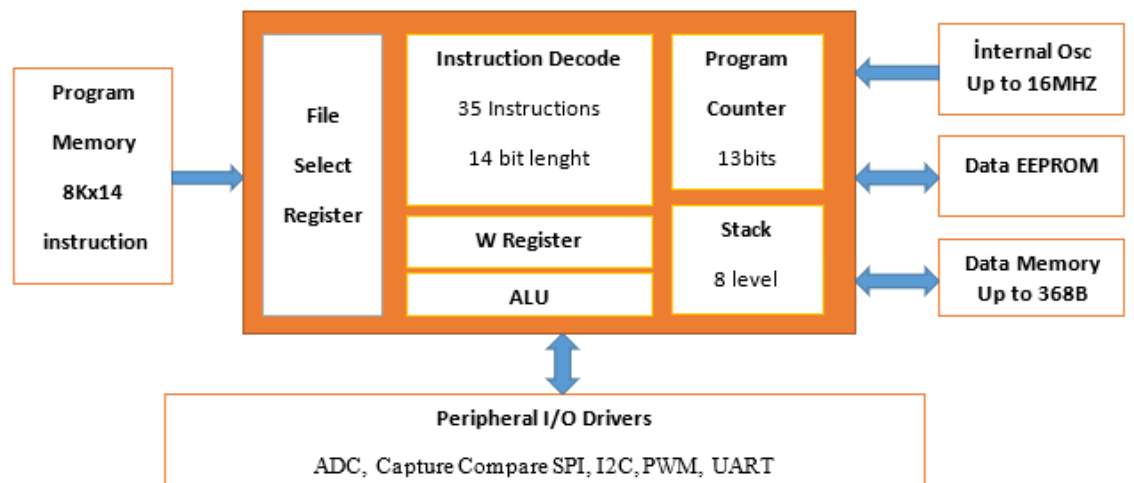 Program
Memory
8Kx14
instruction
File
Select
Register
Instruction Decode
35 Instructions
14 bit lenght
W Register
ALU
Program
Counter
13bits
Stack
8 level
İnternal Osc
Up to 16MHZ
Data EEPROM
Data Memory
Up to 368B
Peripheral I/O Drivers
ADC, Capture Compare SPI, I2C, PWM, UART